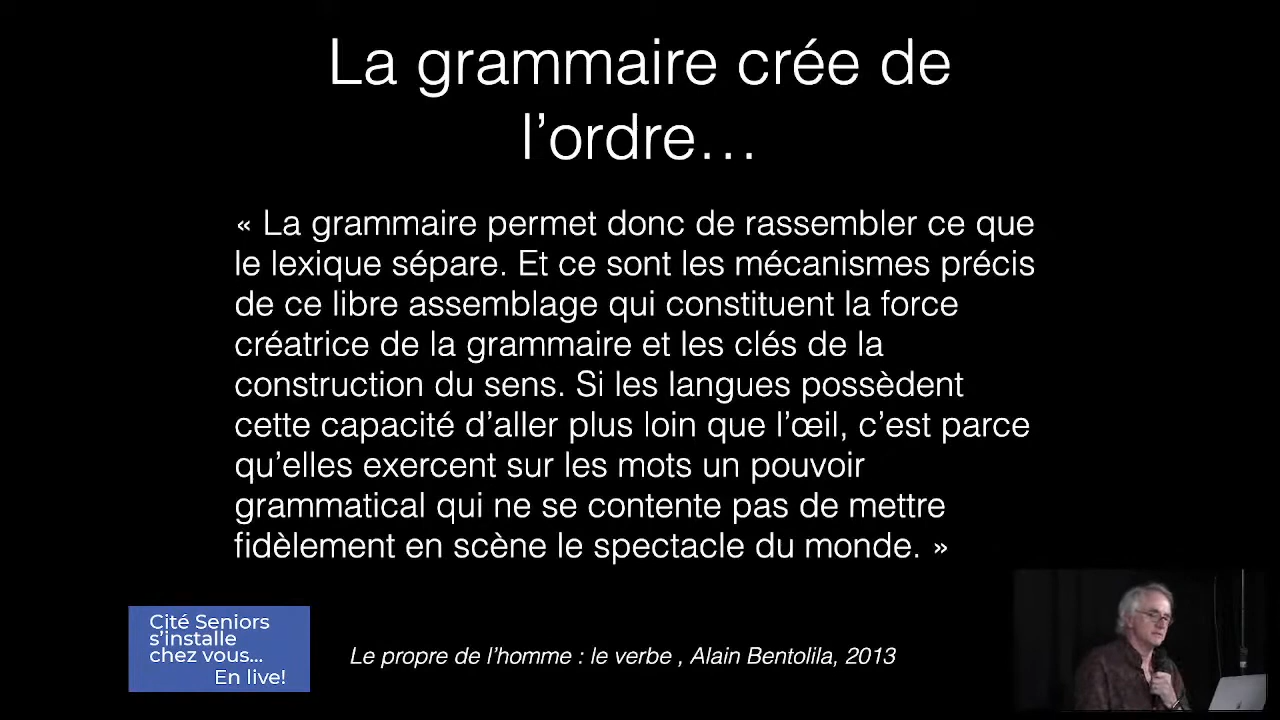 La grammaire crée de
l’ordre…
« La grammaire permet donc de rassembler ce que
le lexique sépare. Et ce sont les mécanismes précis
de ce libre assemblage qui constituent la force
créatrice de la grammaire et les clés de la
construction du sens. Si les langues possèdent
cette capacité d’aller plus loin que l’œil, c’est parce
qu’elles exercent sur les mots un pouvoir
grammatical qui ne se contente pas de mettre
fidèlement en scène le spectacle du monde. »
Cité Seniors
s’installe
chez vous...
En live!
Le propre de l’homme : le verbe , Alain Bentolila, 2013